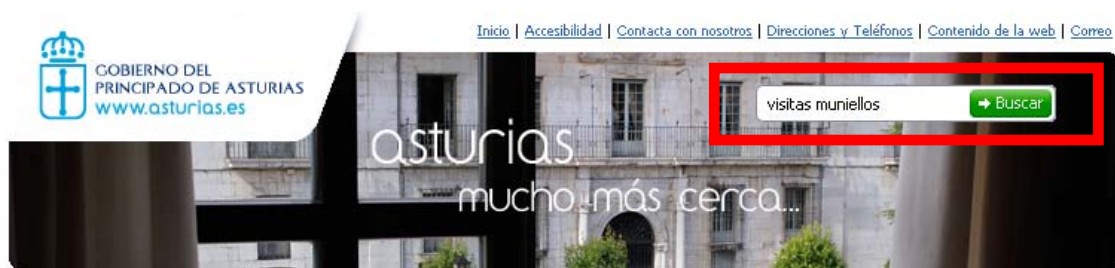 Inicio | Accesibilidad | Contacta con nosotros | Direcciones y Teléfonos | Contenido de la web | Correo
GOBIERNO DEL
PRINCIPADO DE ASTURIAS
www.asturias.es
visitas muniellos
Buscar
asturias
mucho más cerca...